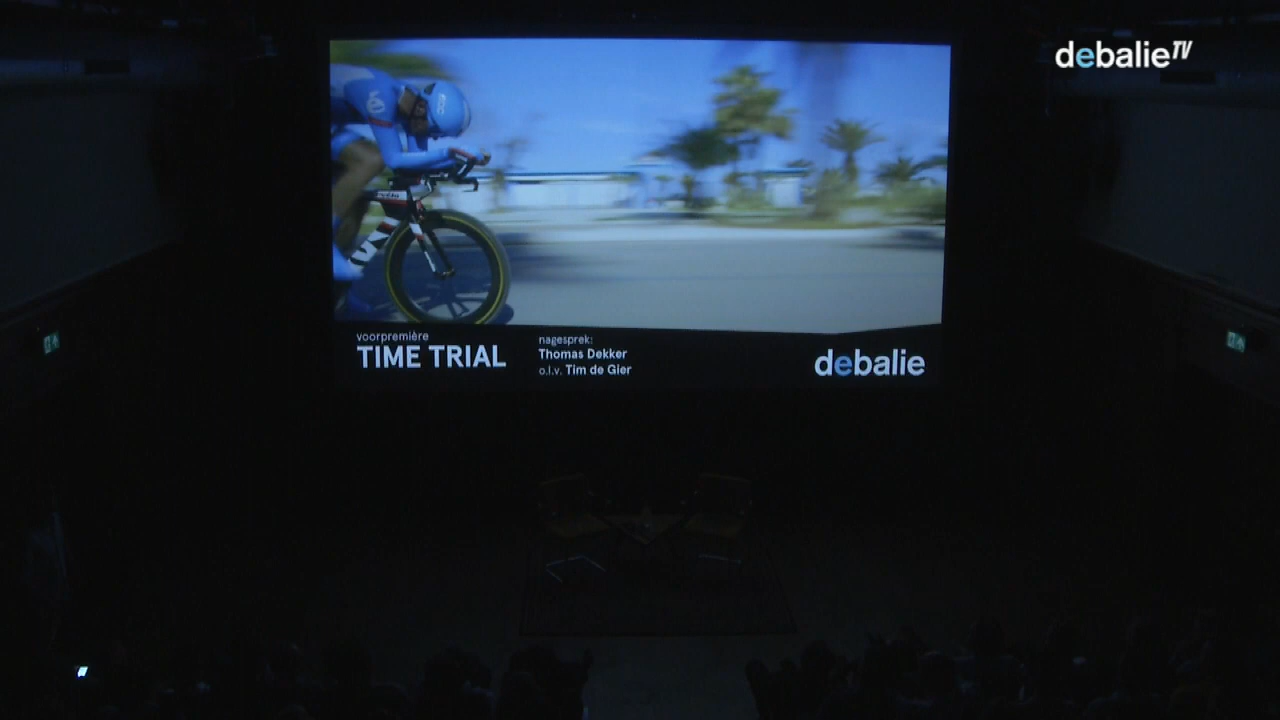 debalieTV
voorpremière
TIME TRIAL
nagesprek:
Thomas Dekker
o.l.v. Tim de Gier
debalie